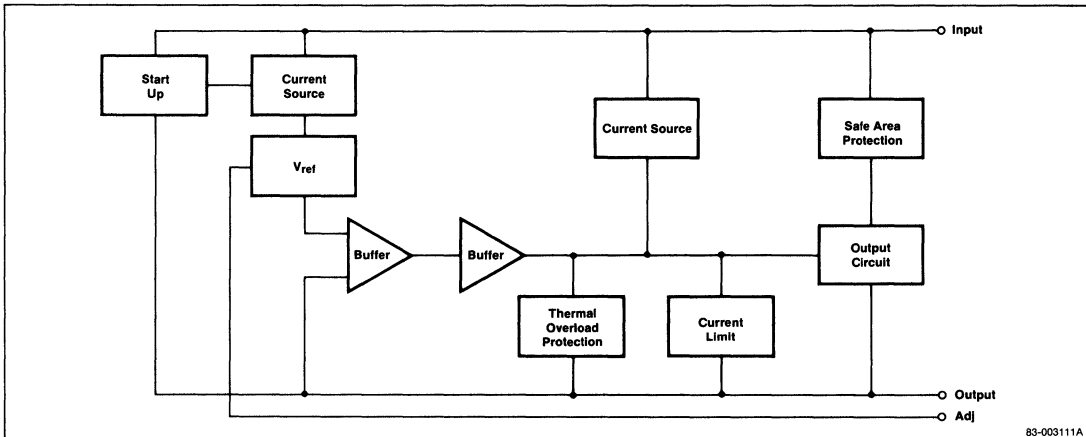 Input
Start
Up
Current
Source
Current Source
Safe Area
Protection
Vref
Buffer
Buffer
Output
Circuit
Thermal
Overload
Protection
Current
Limit
Output
Adj
83-003111A